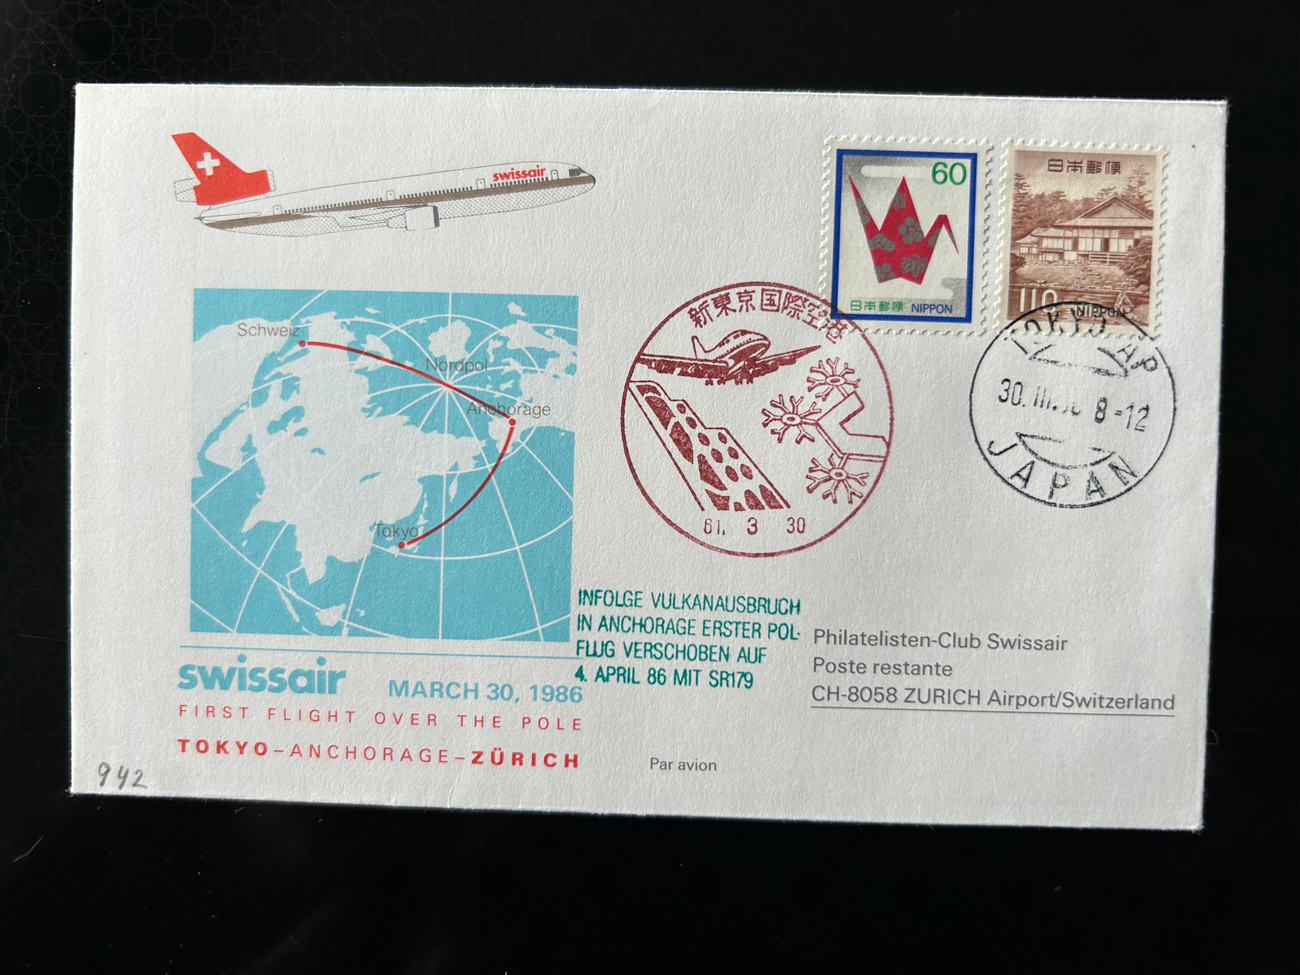 swissair
60
日本郵便 NIPPON
日本郵便
110 NIPPON
新東京国際空港
61. 3 30
TOKYO AP
30. III. 8-12
JAPAN
Schweiz
Nordpol
Anchorage
Tokyo
INFOLGE VULKANAUSBRUCH
IN ANCHORAGE ERSTER POL-
FLUG VERSCHOBEN AUF
4. APRIL 86 MIT SR179
Philatelisten-Club Swissair
Poste restante
CH-8058 ZURICH Airport/Switzerland
swissair MARCH 30, 1986
FIRST FLIGHT OVER THE POLE
TOKYO–ANCHORAGE–ZÜRICH
Par avion
942